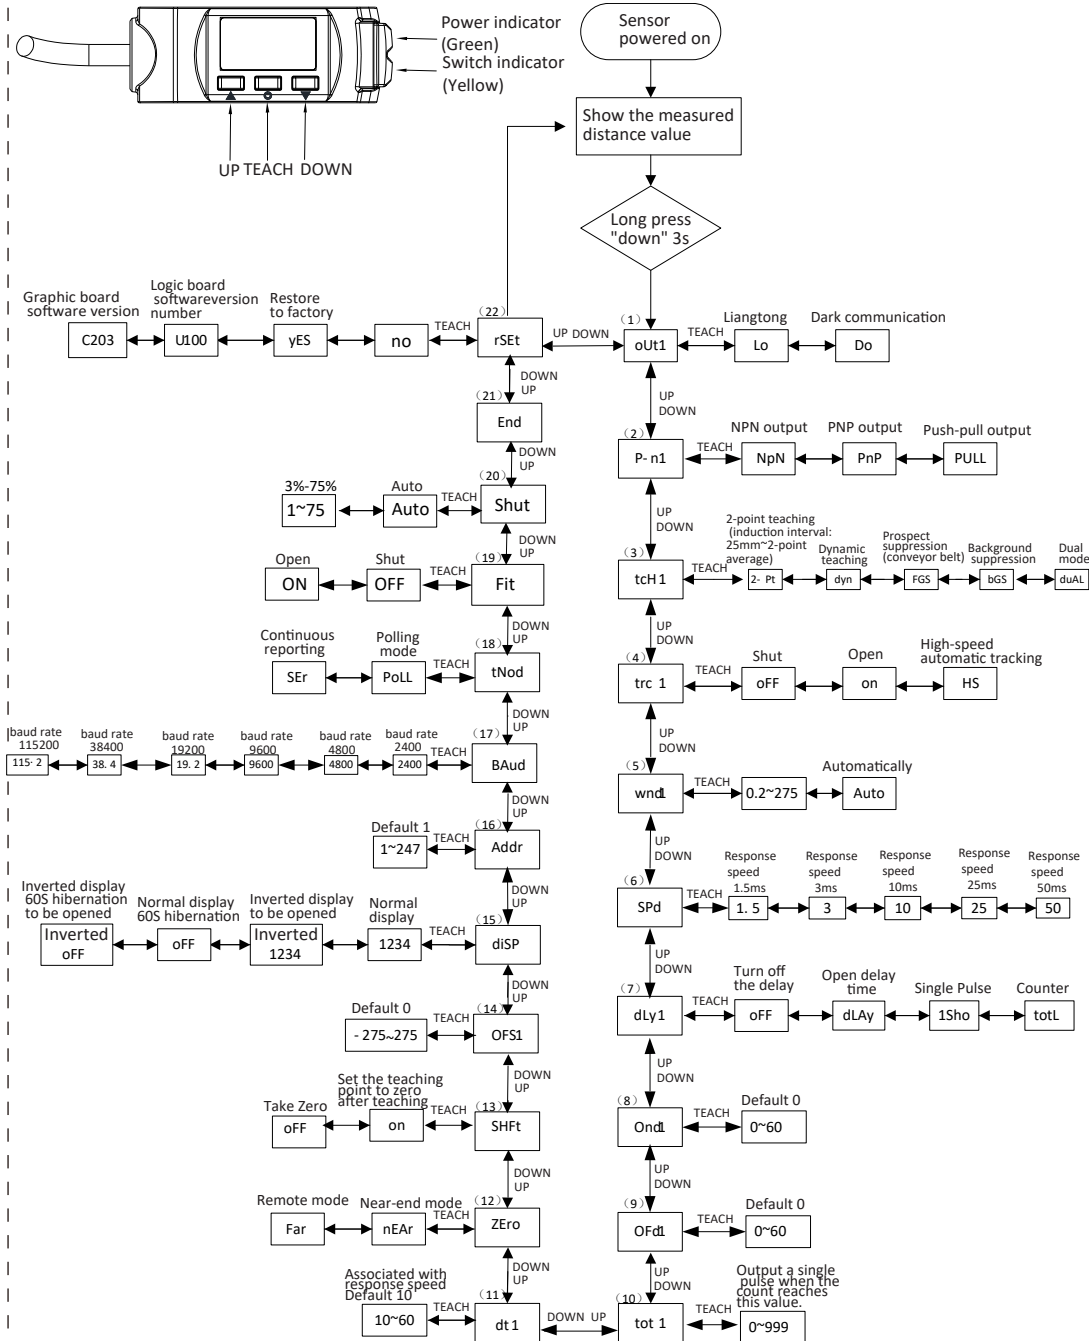 Power indicator
(Green)
Switch indicator
(Yellow)
UP TEACH DOWN
Sensor
powered on
Show the measured
distance value
Long press
"down" 3s
Graphic board
software version
C203
Logic board
softwareversion
number
U100
Restore
to factory
yES
no
TEACH
(22)
rSEt
UP DOWN
(1)
oUt1
TEACH
Liangtong
Lo
Dark communication
Do
DOWN
UP
(21)
End
DOWN
UP
UP
DOWN
(2)
P-n1
TEACH
NPN output
NpN
PNP output
PnP
Push-pull output
PULL
3%-75%
1~75
Auto
Auto
TEACH
(20)
Shut
DOWN
UP
UP
DOWN
(3)
tcH 1
TEACH
2-point teaching
(induction interval:
25mm~2-point
average)
2- Pt
Dynamic
teaching
dyn
Prospect
suppression
(conveyor belt)
FGS
Background
suppression
bGS
Dual
mode
duAL
Open
ON
Shut
OFF
TEACH
(19)
Fit
DOWN
UP
UP
DOWN
(4)
trc 1
TEACH
Shut
oFF
Open
on
High-speed
automatic tracking
HS
Continuous
reporting
SEr
Polling
mode
PoLL
TEACH
(18)
tNod
DOWN
UP
baud rate
115200
115· 2
baud rate
38400
38. 4
baud rate
19200
19. 2
baud rate
9600
9600
baud rate
4800
4800
baud rate
2400
2400
TEACH
(17)
BAud
DOWN
UP
UP
DOWN
(5)
wnd1
TEACH
0.2~275
Automatically
Auto
Default 1
1~247
TEACH
(16)
Addr
DOWN
UP
UP
DOWN
(6)
SPd
TEACH
Response
speed
1.5ms
1. 5
Response
speed
3ms
3
Response
speed
10ms
10
Response
speed
25ms
25
Response
speed
50ms
50
Inverted display
60S hibernation
to be opened
Inverted
oFF
Normal display
60S hibernation
oFF
Inverted display
to be opened
Inverted
1234
Normal
display
1234
TEACH
(15)
diSP
DOWN
UP
UP
DOWN
(7)
dLy 1
TEACH
Turn off
the delay
oFF
Open delay
time
dLAy
Single Pulse
1Sho
Counter
totL
Default 0
- 275~275
TEACH
(14)
OFS1
DOWN
UP
UP
DOWN
(8)
Ond1
TEACH
Default 0
0~60
Take Zero
oFF
Set the teaching
point to zero
after teaching
on
TEACH
(13)
SHFt
DOWN
UP
UP
DOWN
(9)
OFd1
TEACH
Default 0
0~60
Remote mode
Far
Near-end mode
nEAr
TEACH
(12)
ZEro
DOWN
UP
UP
DOWN
Associated with
response speed
Default 10
10~60
TEACH
(11)
dt 1
DOWN UP
(10)
tot 1
TEACH
Output a single
pulse when the
count reaches
this value.
0~999